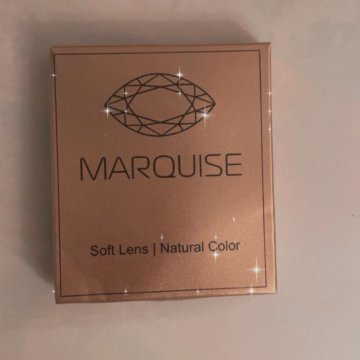 MARQUISE
Soft Lens | Natural Color